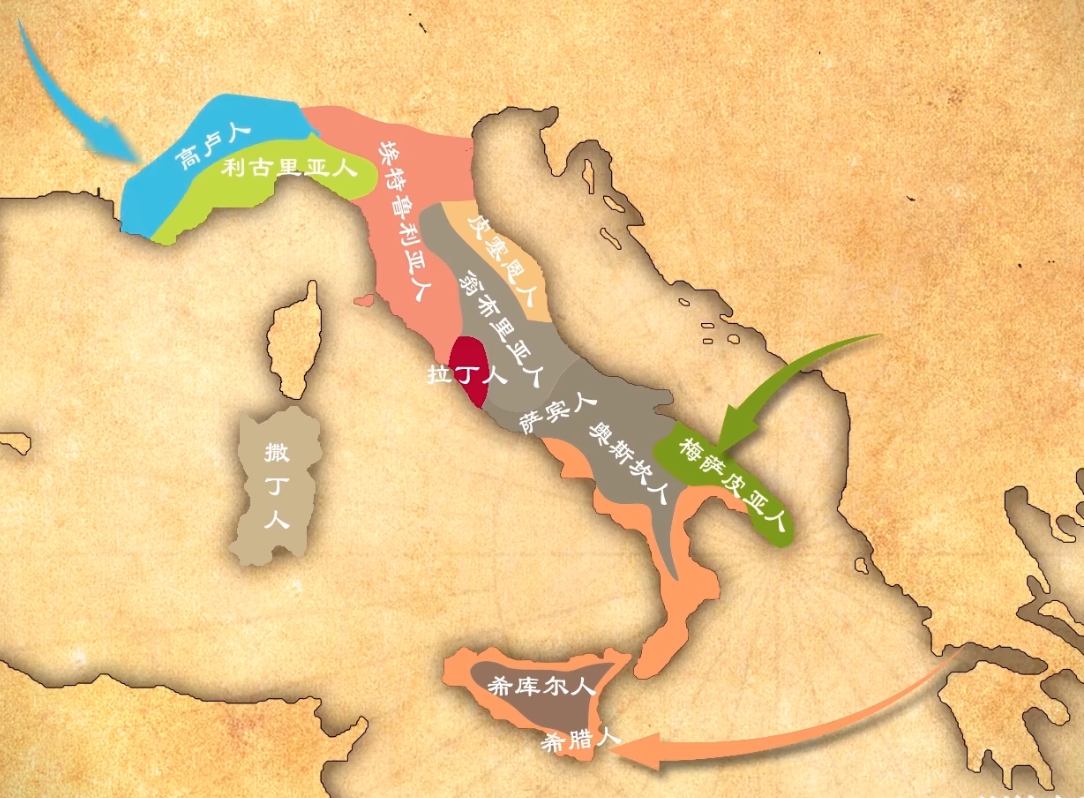 高卢人
利古里亚人
埃特鲁利亚人
皮塞恩人
翁布里亚人
拉丁人
萨宾人
奥斯坎人
梅萨皮亚人
撒丁人
希库尔人
希腊人